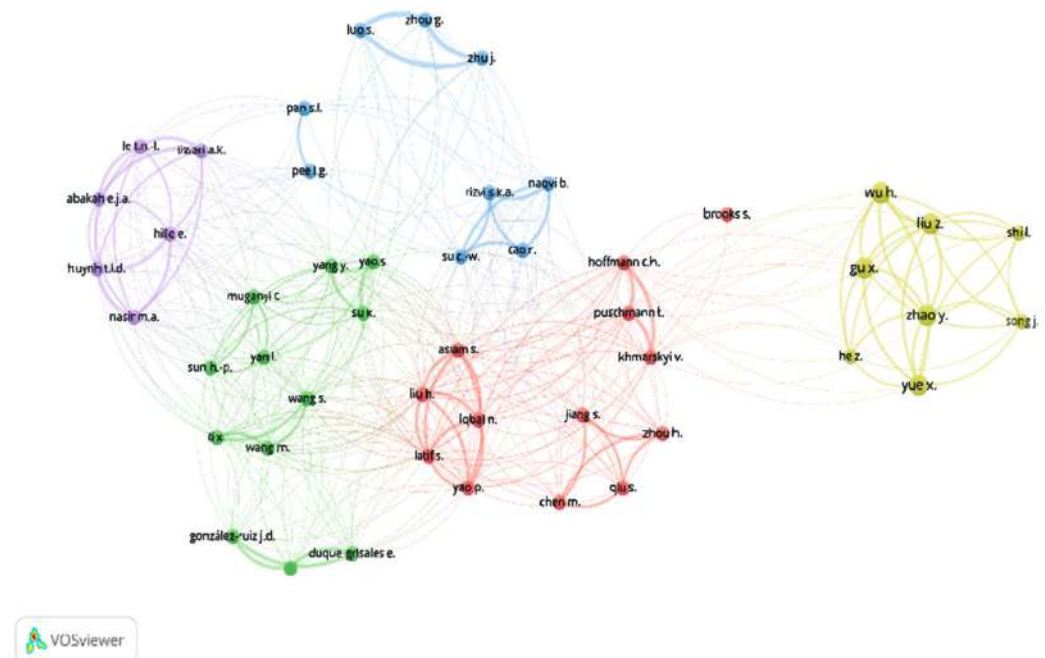 zhou g.
luo s.
zhu j.
pan s.l.
le t.n.-l.
tiwari a.k.
pee l.g.
naqvi b.
rizvi s.k.a.
abakah e.j.a.
wu h.
brooks s.
liu z.
shi l.
hille e.
su c.-w.
cao r.
hoffmann c.h.
yang y.
yao s.
huynh t.l.d.
gu x.
muganyi c.
nasir m.a.
su k.
puschmann t.
zhao y.
song j.
aslam s.
yan l.
sun h.-p.
khmarskyi v.
he z.
yue x.
liu h.
wang s.
iqbal n.
jiang s.
zhou h.
qi x.
wang m.
latif s.
yao p.
qiu s.
chen m.
gonzález-ruiz j.d.
duque grisales e.
VOSviewer